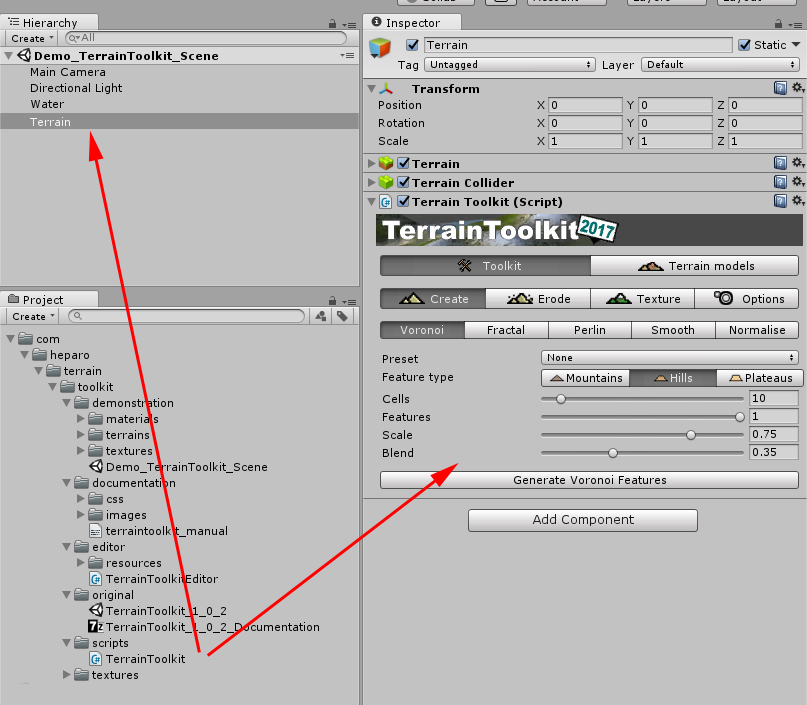 Account
Hierarchy
Create
All
Demo_TerrainToolkit_Scene
Main Camera
Directional Light
Water
Terrain
Project
Create
com
heparo
terrain
toolkit
demonstration
materials
terrains
textures
Demo_TerrainToolkit_Scene
documentation
css
images
terraintoolkit_manual
editor
resources
TerrainToolkitEditor
original
TerrainToolkit_1_0_2
TerrainToolkit_1_0_2_Documentation
scripts
TerrainToolkit
textures
Inspector
Terrain
Static
Tag Untagged Layer Default
Transform
Position X 0 Y 0 Z 0
Rotation X 0 Y 0 Z 0
Scale X 1 Y 1 Z 1
Terrain
Terrain Collider
Terrain Toolkit (Script)
TerrainToolkit 2017
Toolkit Terrain models
Create Erode Texture Options
Voronoi Fractal Perlin Smooth Normalise
Preset None
Feature type Mountains Hills Plateaus
Cells 10
Features 1
Scale 0.75
Blend 0.35
Generate Voronoi Features
Add Component